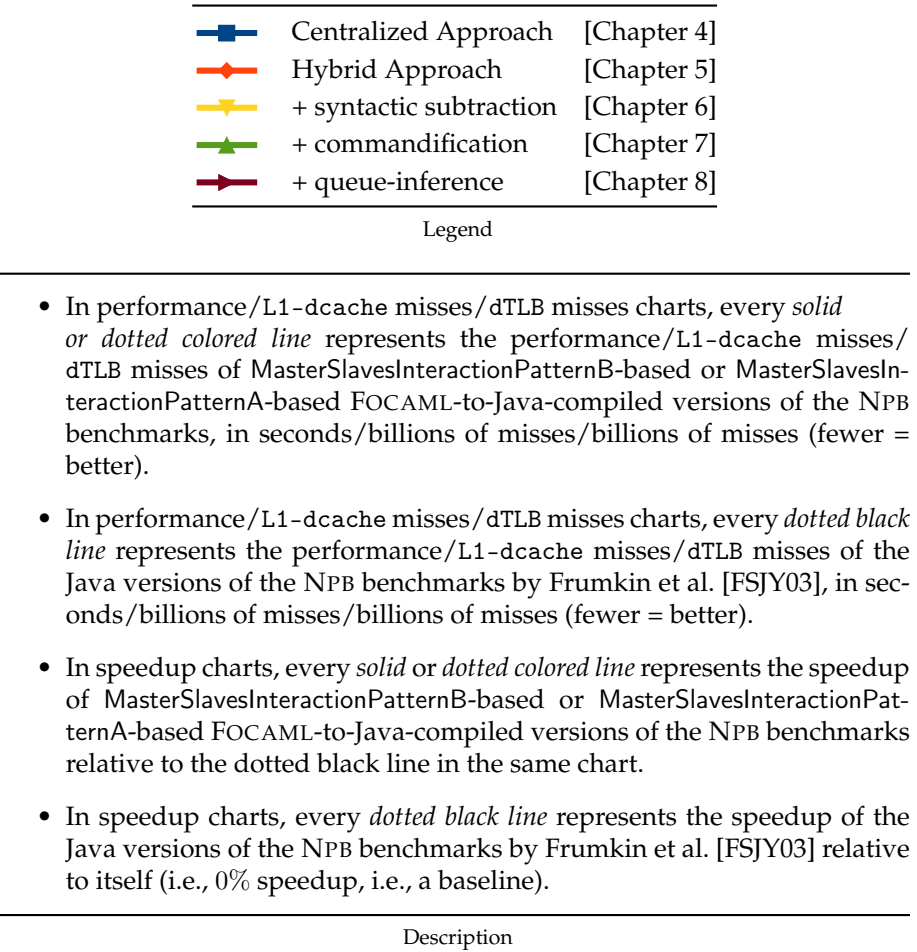 Centralized Approach [Chapter 4]
Hybrid Approach [Chapter 5]
+ syntactic subtraction [Chapter 6]
+ commandification [Chapter 7]
+ queue-inference [Chapter 8]
Legend
• In performance/L1-dcache misses/dTLB misses charts, every solid
or dotted colored line represents the performance/L1-dcache misses/
dTLB misses of MasterSlavesInteractionPatternB-based or MasterSlavesIn-
teractionPatternA-based FOCAML-to-Java-compiled versions of the NPB
benchmarks, in seconds/billions of misses/billions of misses (fewer =
better).
• In performance/L1-dcache misses/dTLB misses charts, every dotted black
line represents the performance/L1-dcache misses/dTLB misses of the
Java versions of the NPB benchmarks by Frumkin et al. [FSJY03], in sec-
onds/billions of misses/billions of misses (fewer = better).
• In speedup charts, every solid or dotted colored line represents the speedup
of MasterSlavesInteractionPatternB-based or MasterSlavesInteractionPat-
ternA-based FOCAML-to-Java-compiled versions of the NPB benchmarks
relative to the dotted black line in the same chart.
• In speedup charts, every dotted black line represents the speedup of the
Java versions of the NPB benchmarks by Frumkin et al. [FSJY03] relative
to itself (i.e., 0% speedup, i.e., a baseline).
Description